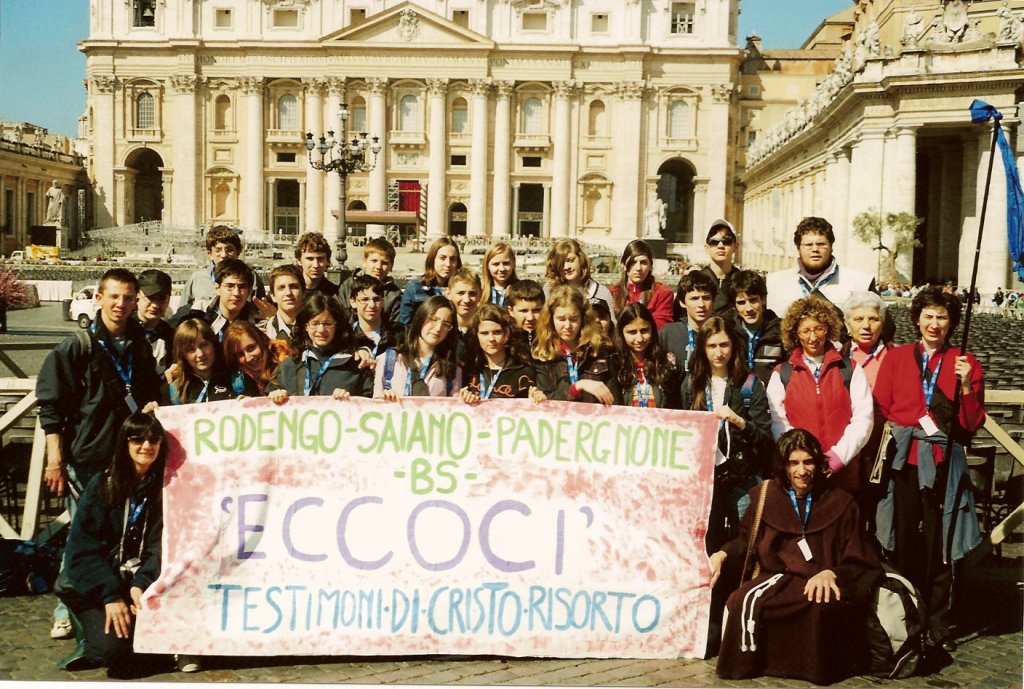 RODENGO-SAIANO-PADERGNONE
-BS-
'ECCOCI'
TESTIMONI·DI·CRISTO·RISORTO